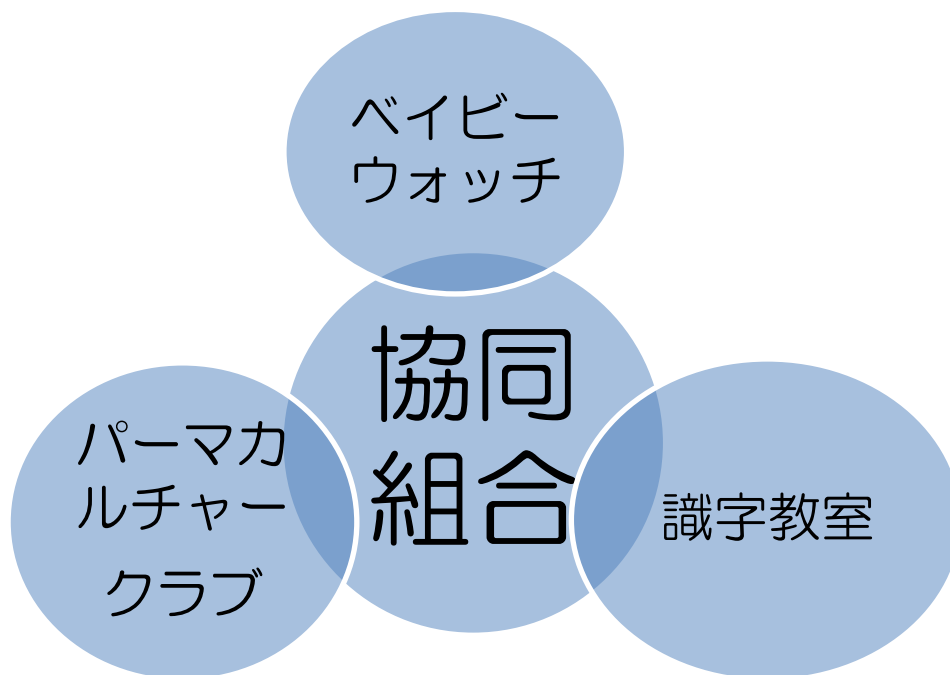 ベイビー
ウォッチ
協同
組合
パーマカ
ルチャー
クラブ
識字教室